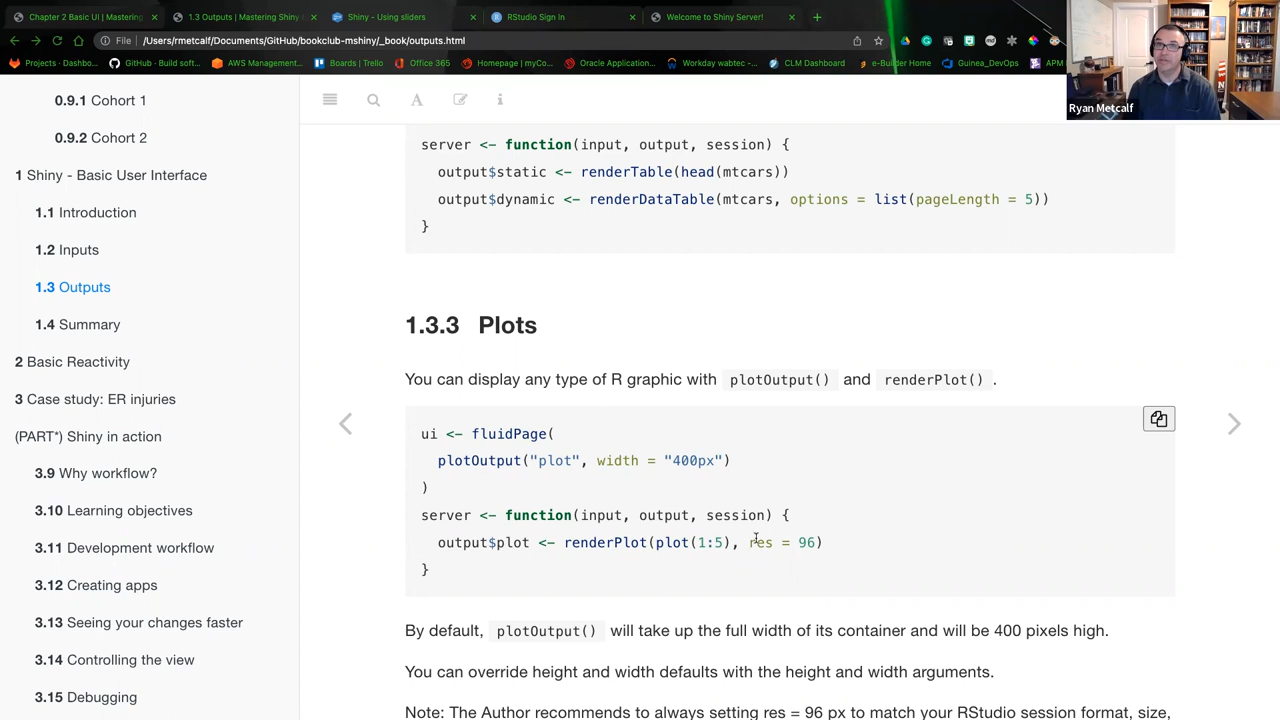 Chapter 2 Basic UI | Mastering
1.3 Outputs | Mastering Shiny
Shiny - Using sliders
RStudio Sign In
Welcome to Shiny Server!
File
/Users/rmetcalf/Documents/GitHub/bookclub-mshiny/_book/outputs.html
Projects · Dashbo...
GitHub · Build soft...
AWS Management...
Boards | Trello
Office 365
Homepage | myCo...
Oracle Applicatio...
Workday wabtec -...
CLM Dashboard
e-Builder Home
Guinea_DevOps
APM
Ryan Metcalf
0.9.1 Cohort 1
0.9.2 Cohort 2
1 Shiny - Basic User Interface
1.1 Introduction
1.2 Inputs
1.3 Outputs
1.4 Summary
2 Basic Reactivity
3 Case study: ER injuries
(PART*) Shiny in action
3.9 Why workflow?
3.10 Learning objectives
3.11 Development workflow
3.12 Creating apps
3.13 Seeing your changes faster
3.14 Controlling the view
3.15 Debugging
server <- function(input, output, session) {
output$static <- renderTable(head(mtcars))
output$dynamic <- renderDataTable(mtcars, options = list(pageLength = 5))
}
1.3.3 Plots
You can display any type of R graphic with plotOutput() and renderPlot() .
ui <- fluidPage(
plotOutput("plot", width = "400px")
)
server <- function(input, output, session) {
output$plot <- renderPlot(plot(1:5), res = 96)
}
By default, plotOutput() will take up the full width of its container and will be 400 pixels high.
You can override height and width defaults with the height and width arguments.
Note: The Author recommends to always setting res = 96 px to match your RStudio session format, size,